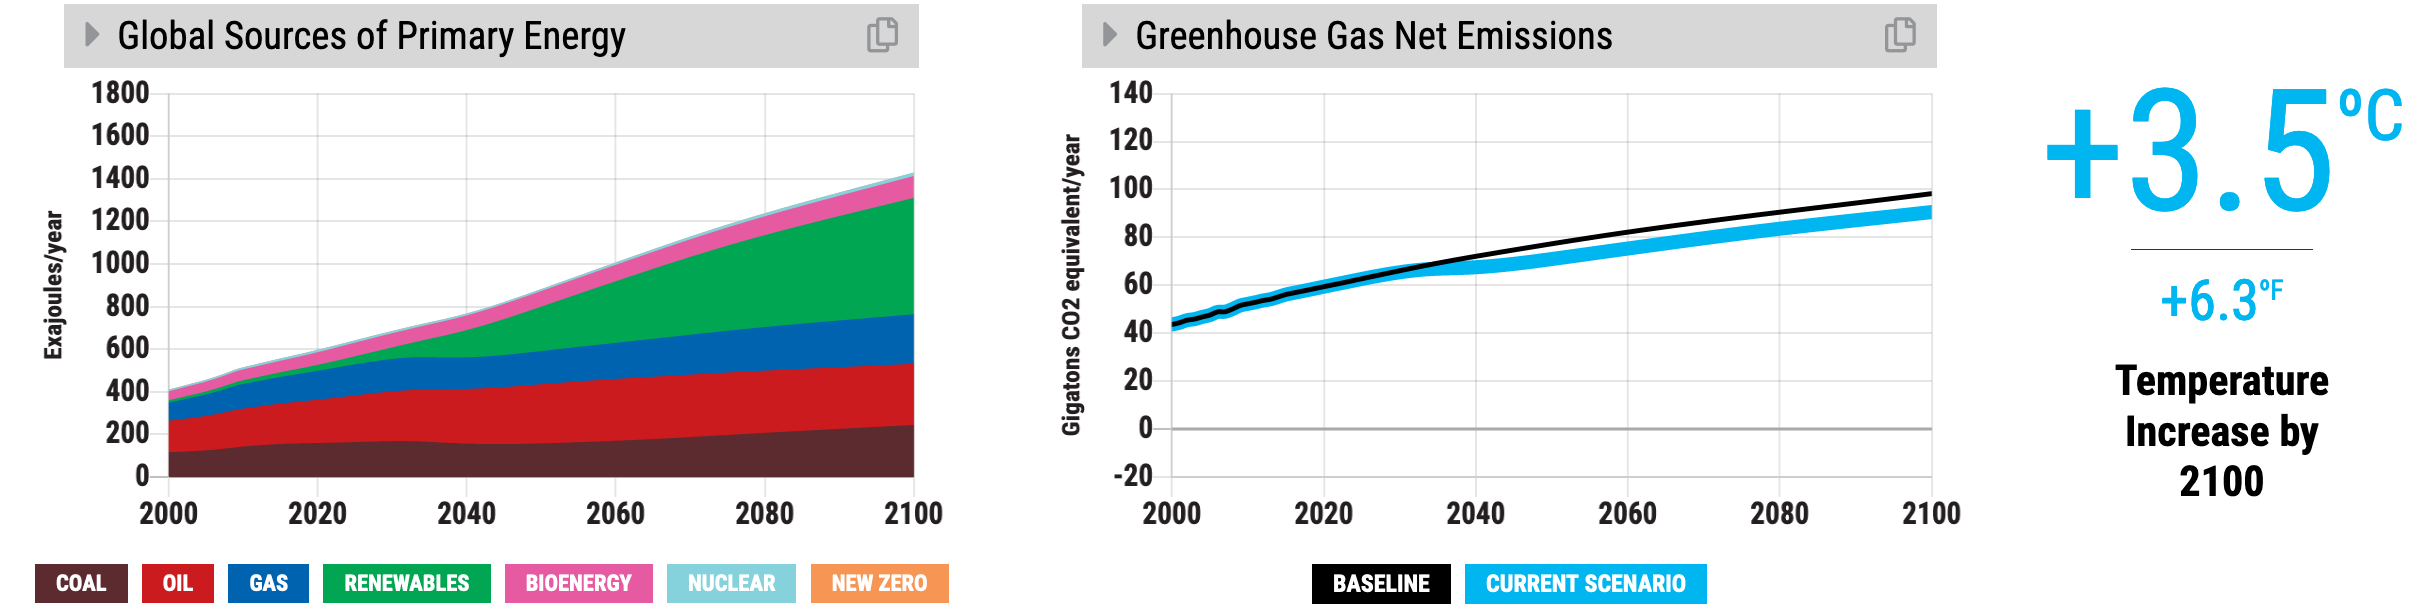 Global Sources of Primary Energy
Exajoules/year
1800
1600
1400
1200
1000
800
600
400
200
0
2000 2020 2040 2060 2080 2100
COAL OIL GAS RENEWABLES BIOENERGY NUCLEAR NEW ZERO
Greenhouse Gas Net Emissions
Gigatons CO2 equivalent/year
140
120
100
80
60
40
20
0
-20
2000 2020 2040 2060 2080 2100
BASELINE CURRENT SCENARIO
+3.5ºC
+6.3ºF
Temperature
Increase by
2100